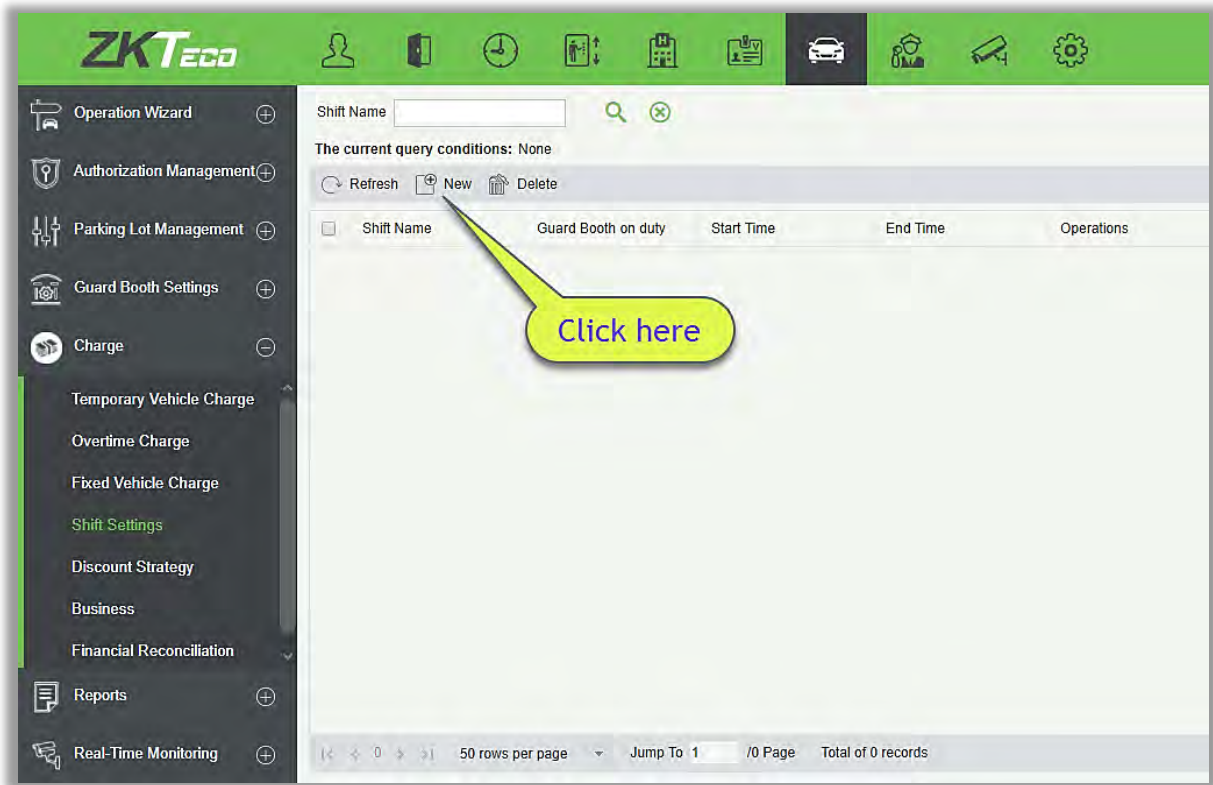 ZKTECO
Operation Wizard
Authorization Management
Parking Lot Management
Guard Booth Settings
Charge
Temporary Vehicle Charge
Overtime Charge
Fixed Vehicle Charge
Shift Settings
Discount Strategy
Business
Financial Reconciliation
Reports
Real-Time Monitoring
Shift Name
The current query conditions: None
Refresh New Delete
Shift Name Guard Booth on duty Start Time End Time Operations
Click here
0 50 rows per page Jump To 1 /0 Page Total of 0 records